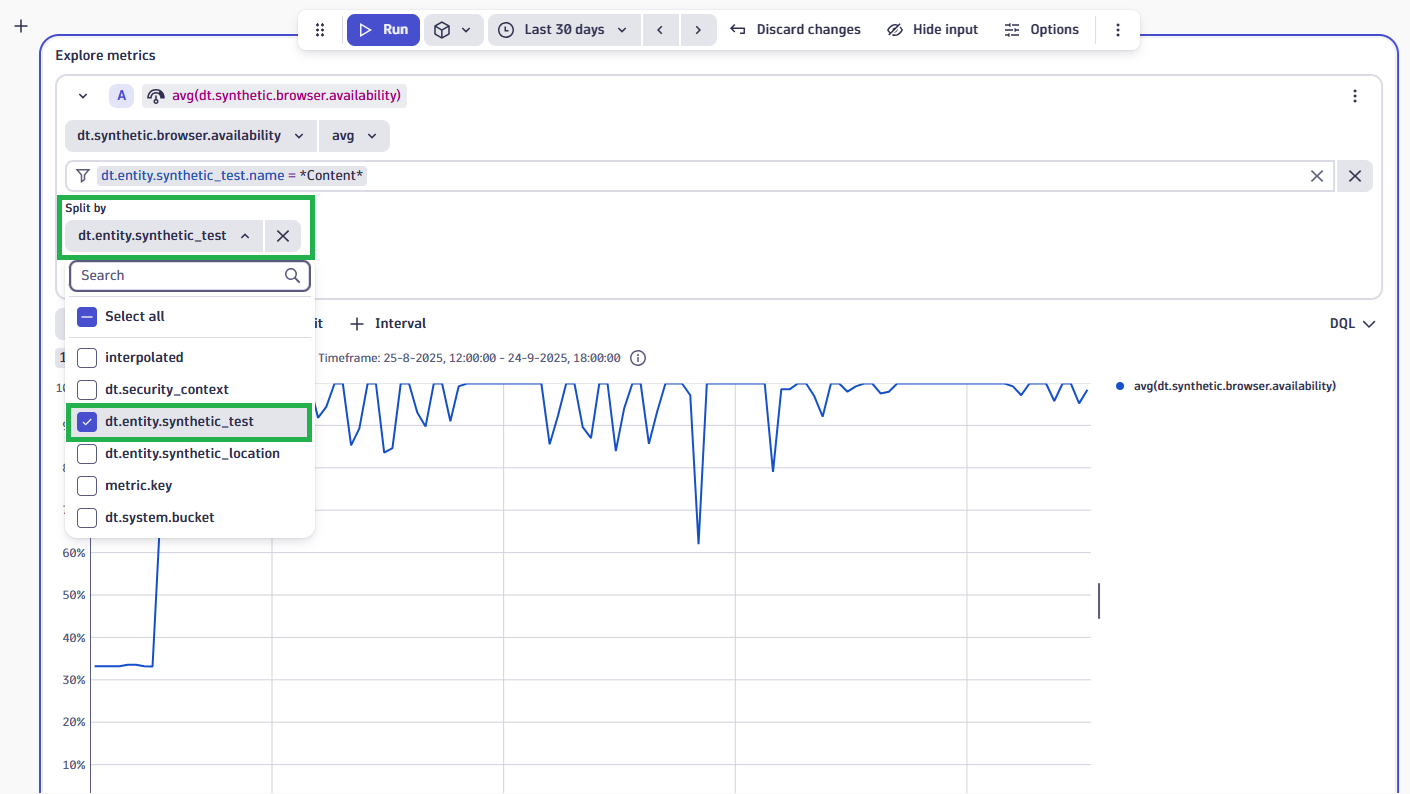 Run
Last 30 days
Discard changes
Hide input
Options
Explore metrics
A
avg(dt.synthetic.browser.availability)
dt.synthetic.browser.availability
avg
dt.entity.synthetic_test.name = *Content*
Split by
dt.entity.synthetic_test
Search
Select all
interpolated
dt.security_context
dt.entity.synthetic_test
dt.entity.synthetic_location
metric.key
dt.system.bucket
Interval
DQL
Timeframe: 25-8-2025, 12:00:00 - 24-9-2025, 18:00:00
avg(dt.synthetic.browser.availability)
60%
50%
40%
30%
20%
10%